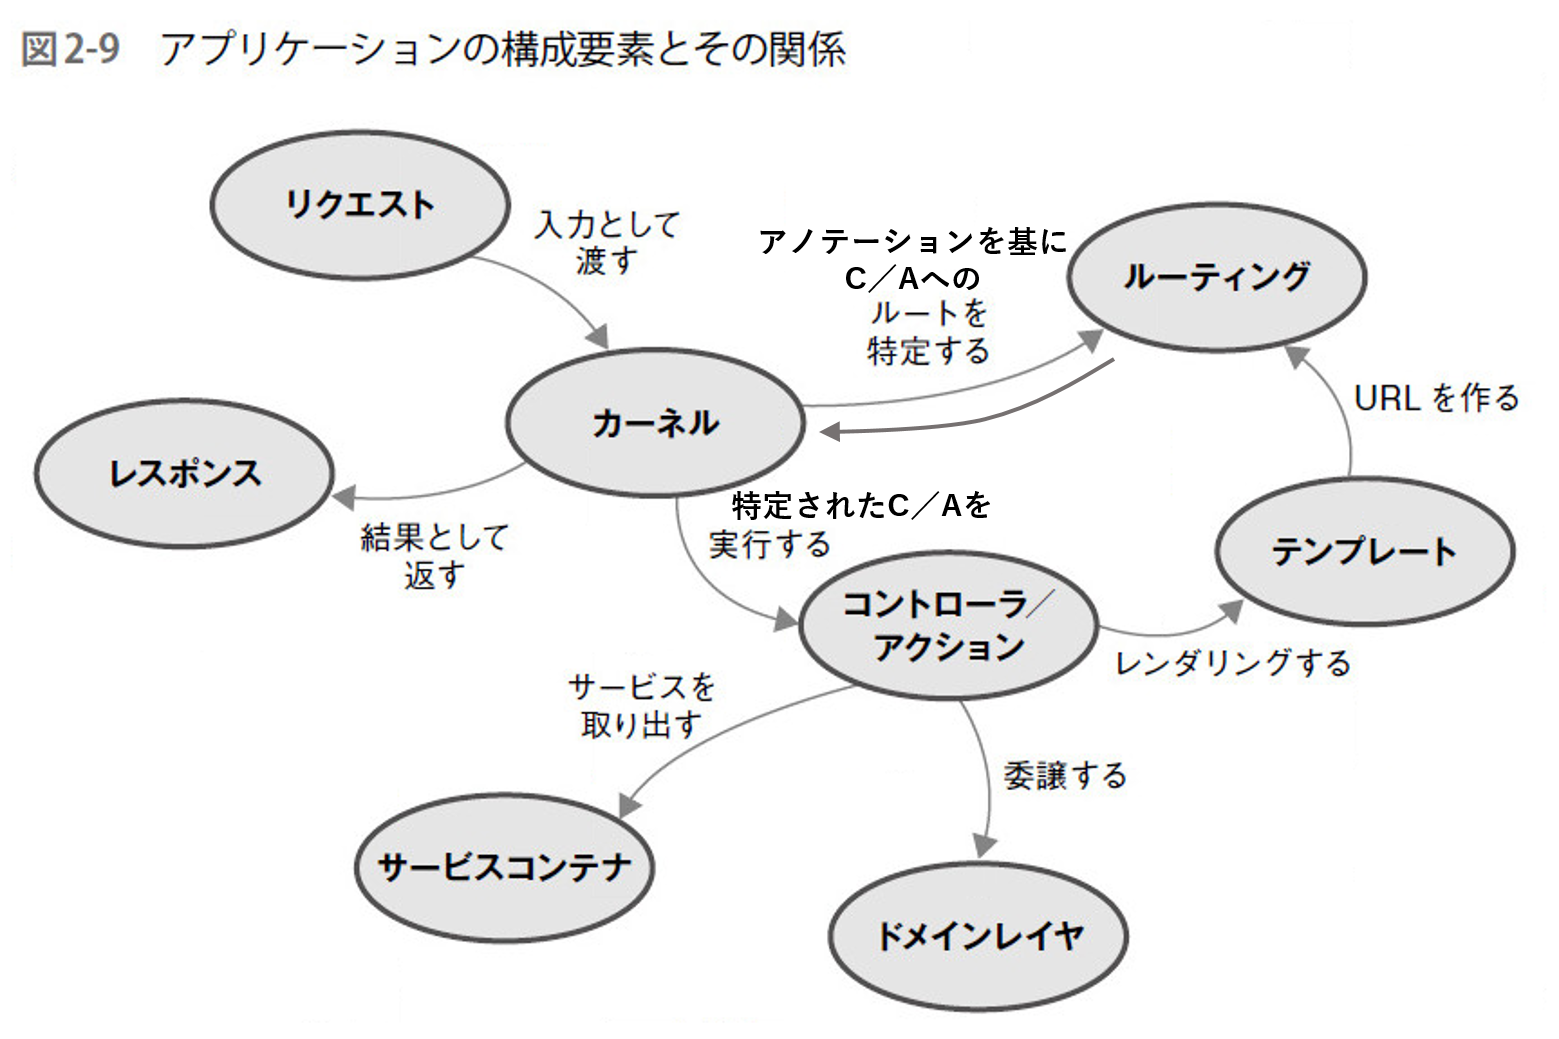 図2-9 アプリケーションの構成要素とその関係
リクエスト
入力として
渡す
アノテーションを基に
C／Aへの
ルートを
特定する
ルーティング
カーネル
URLを作る
レスポンス
結果として
返す
特定されたC／Aを
実行する
テンプレート
コントローラ／
アクション
レンダリングする
サービスを
取り出す
委譲する
サービスコンテナ
ドメインレイヤ